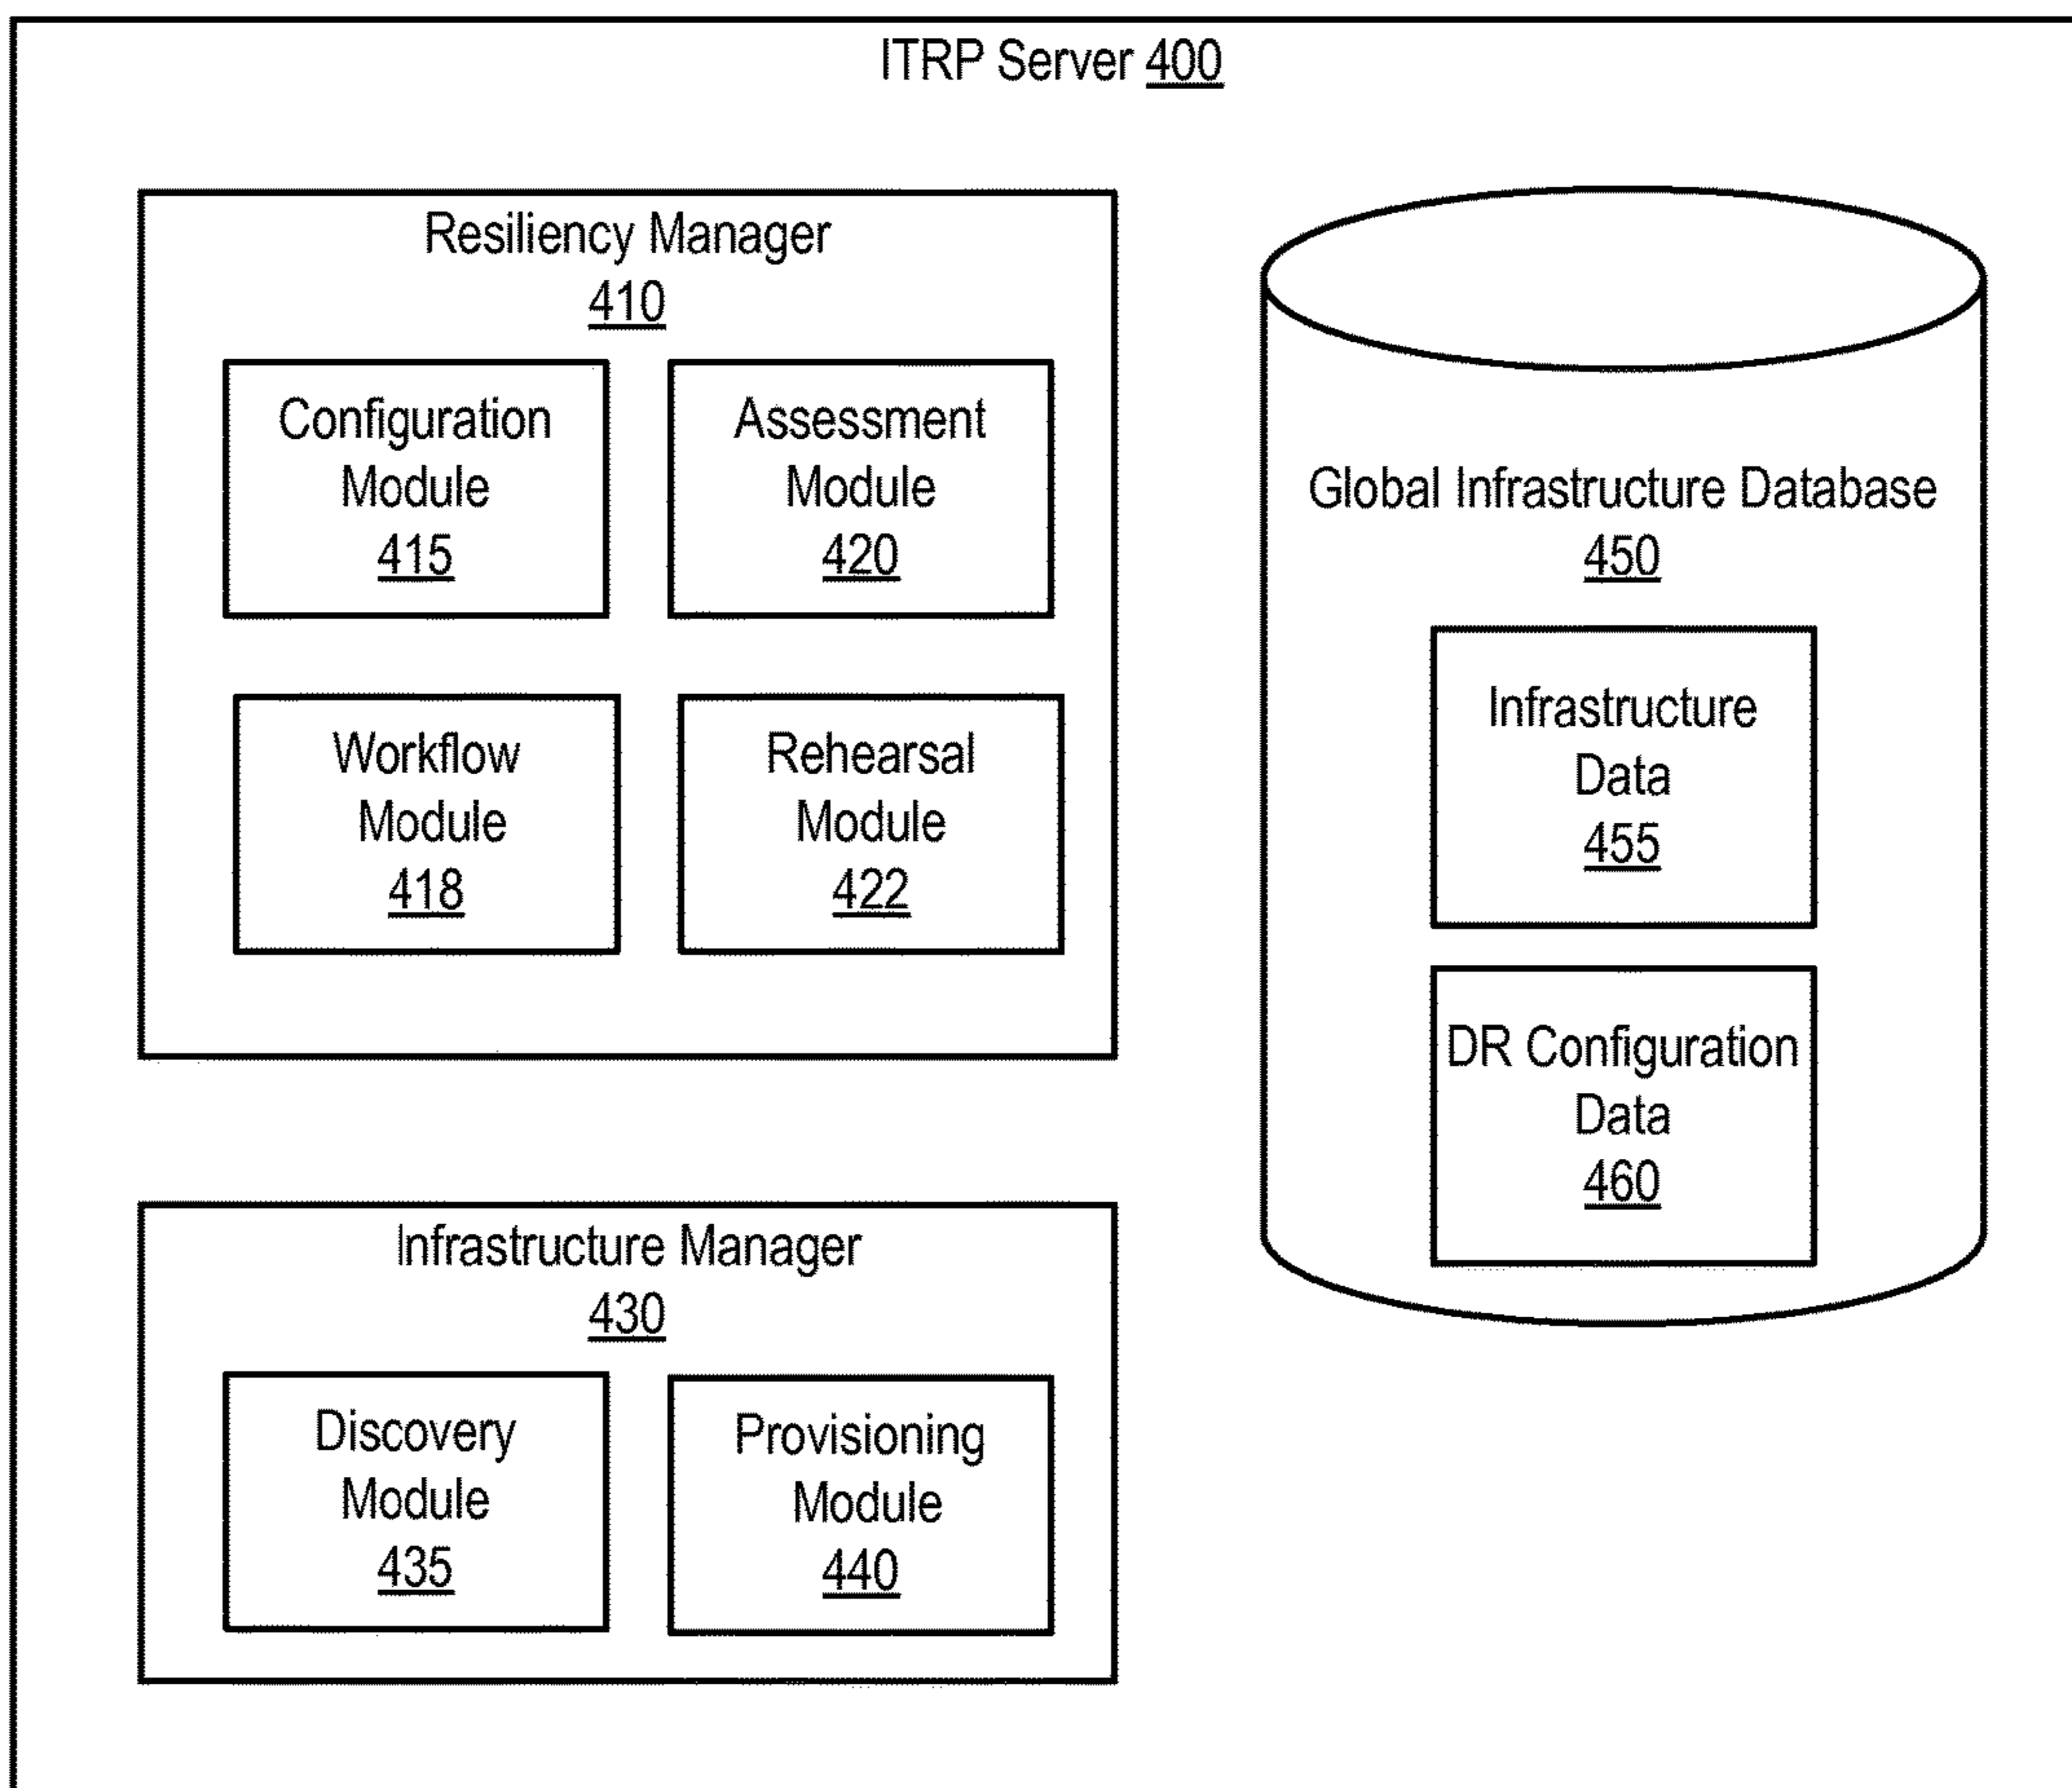 ITRP Server 400
Resiliency Manager
410
Configuration
Module
415
Assessment
Module
420
Workflow
Module
418
Rehearsal
Module
422
Infrastructure Manager
430
Discovery
Module
435
Provisioning
Module
440
Global Infrastructure Database
450
Infrastructure
Data
455
DR Configuration
Data
460